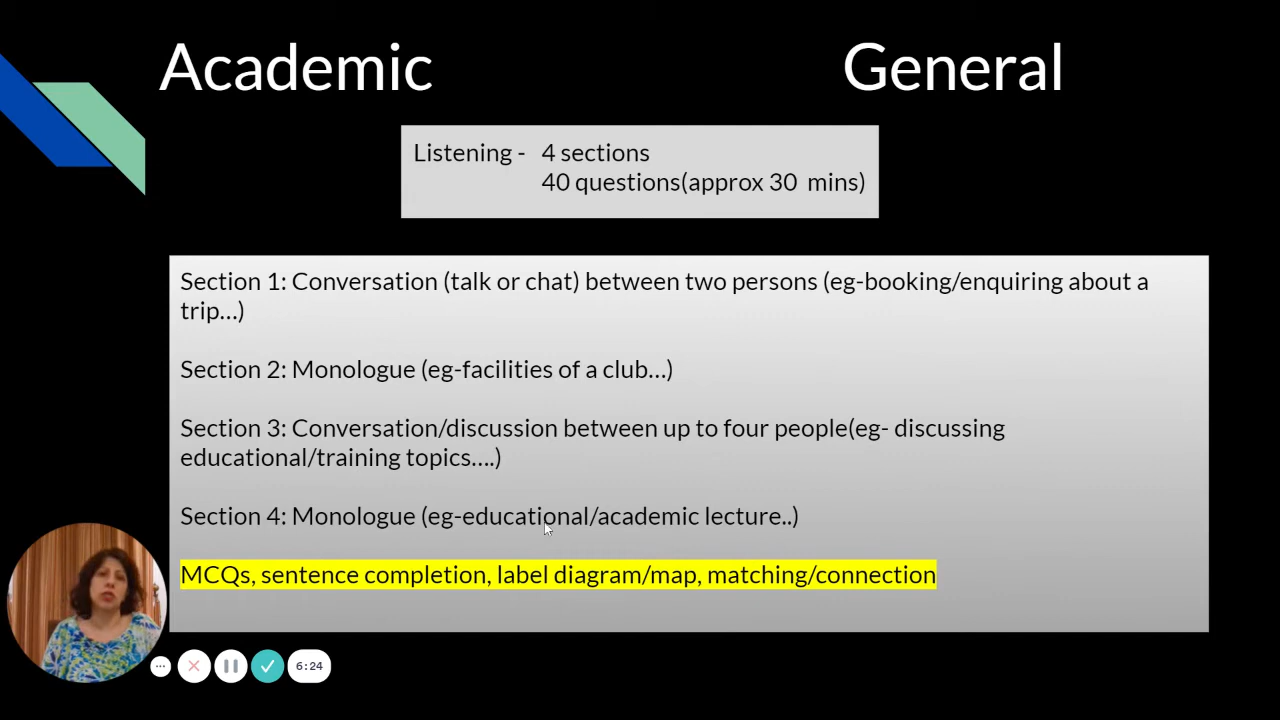 Academic
General
Listening - 4 sections
40 questions(approx 30 mins)
Section 1: Conversation (talk or chat) between two persons (eg-booking/enquiring about a
trip...)
Section 2: Monologue (eg-facilities of a club...)
Section 3: Conversation/discussion between up to four people(eg- discussing
educational/training topics....)
Section 4: Monologue (eg-educational/academic lecture..)
MCQs, sentence completion, label diagram/map, matching/connection
6:24